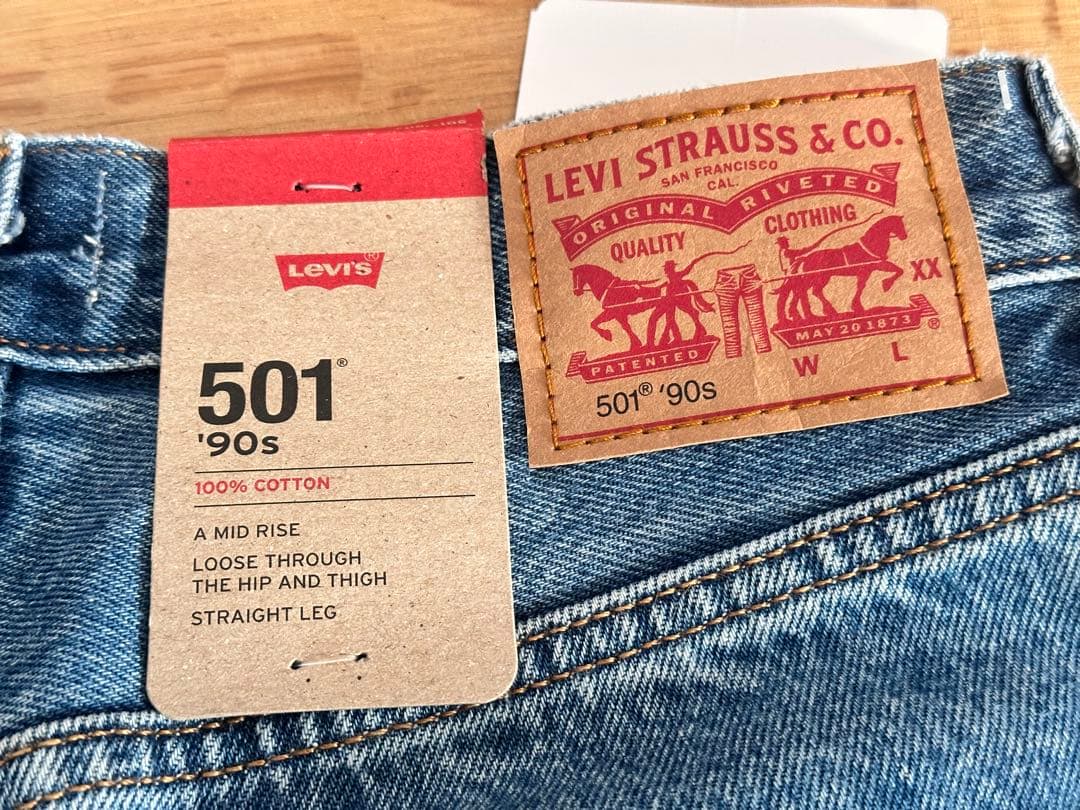 LEVI'S®
501®
'90s
100% COTTON
A MID RISE
LOOSE THROUGH
THE HIP AND THIGH
STRAIGHT LEG
LEVI STRAUSS & CO.
SAN FRANCISCO
CAL.
ORIGINAL RIVETED
QUALITY CLOTHING
XX
PATENTED MAY 20 1873 ®
W L
501® '90s